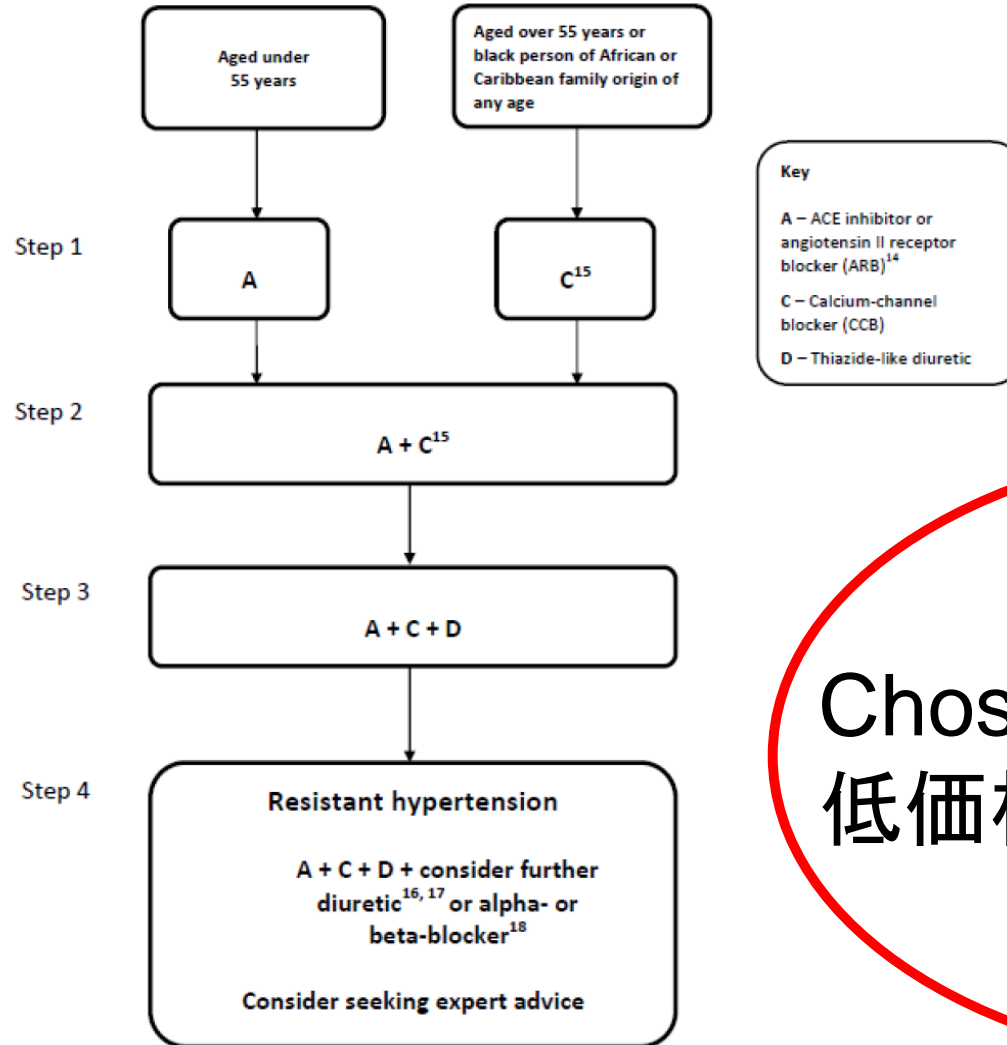 Aged under
55 years
Aged over 55 years or
black person of African or
Caribbean family origin of
any age
Key
A – ACE inhibitor or
angiotensin II receptor
blocker (ARB)14
C – Calcium-channel
blocker (CCB)
D – Thiazide-like diuretic
Step 1
A
C15
Step 2
A + C15
Step 3
A + C + D
Step 4
Resistant hypertension
A + C + D + consider further
diuretic16, 17 or alpha- or
beta-blocker18
Consider seeking expert advice
Chos
低価